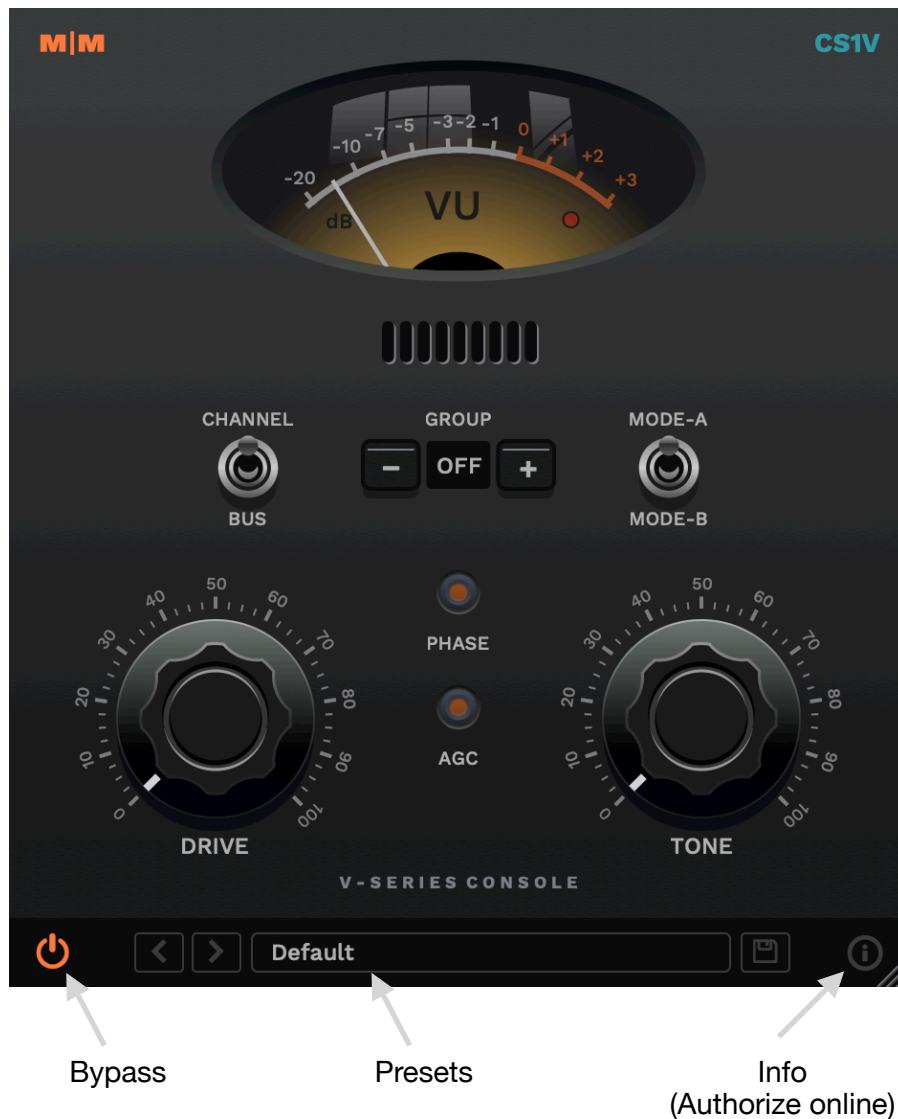 M|M CS1V
-20 -10 -7 -5 -3 -2 -1 0 +1 +2 +3
dB VU
CHANNEL GROUP MODE-A
- OFF +
BUS MODE-B
0 10 20 30 40 50 60 70 80 90 100
PHASE
AGC
0 10 20 30 40 50 60 70 80 90 100
DRIVE TONE
V-SERIES CONSOLE
Default
Bypass Presets Info
(Authorize online)